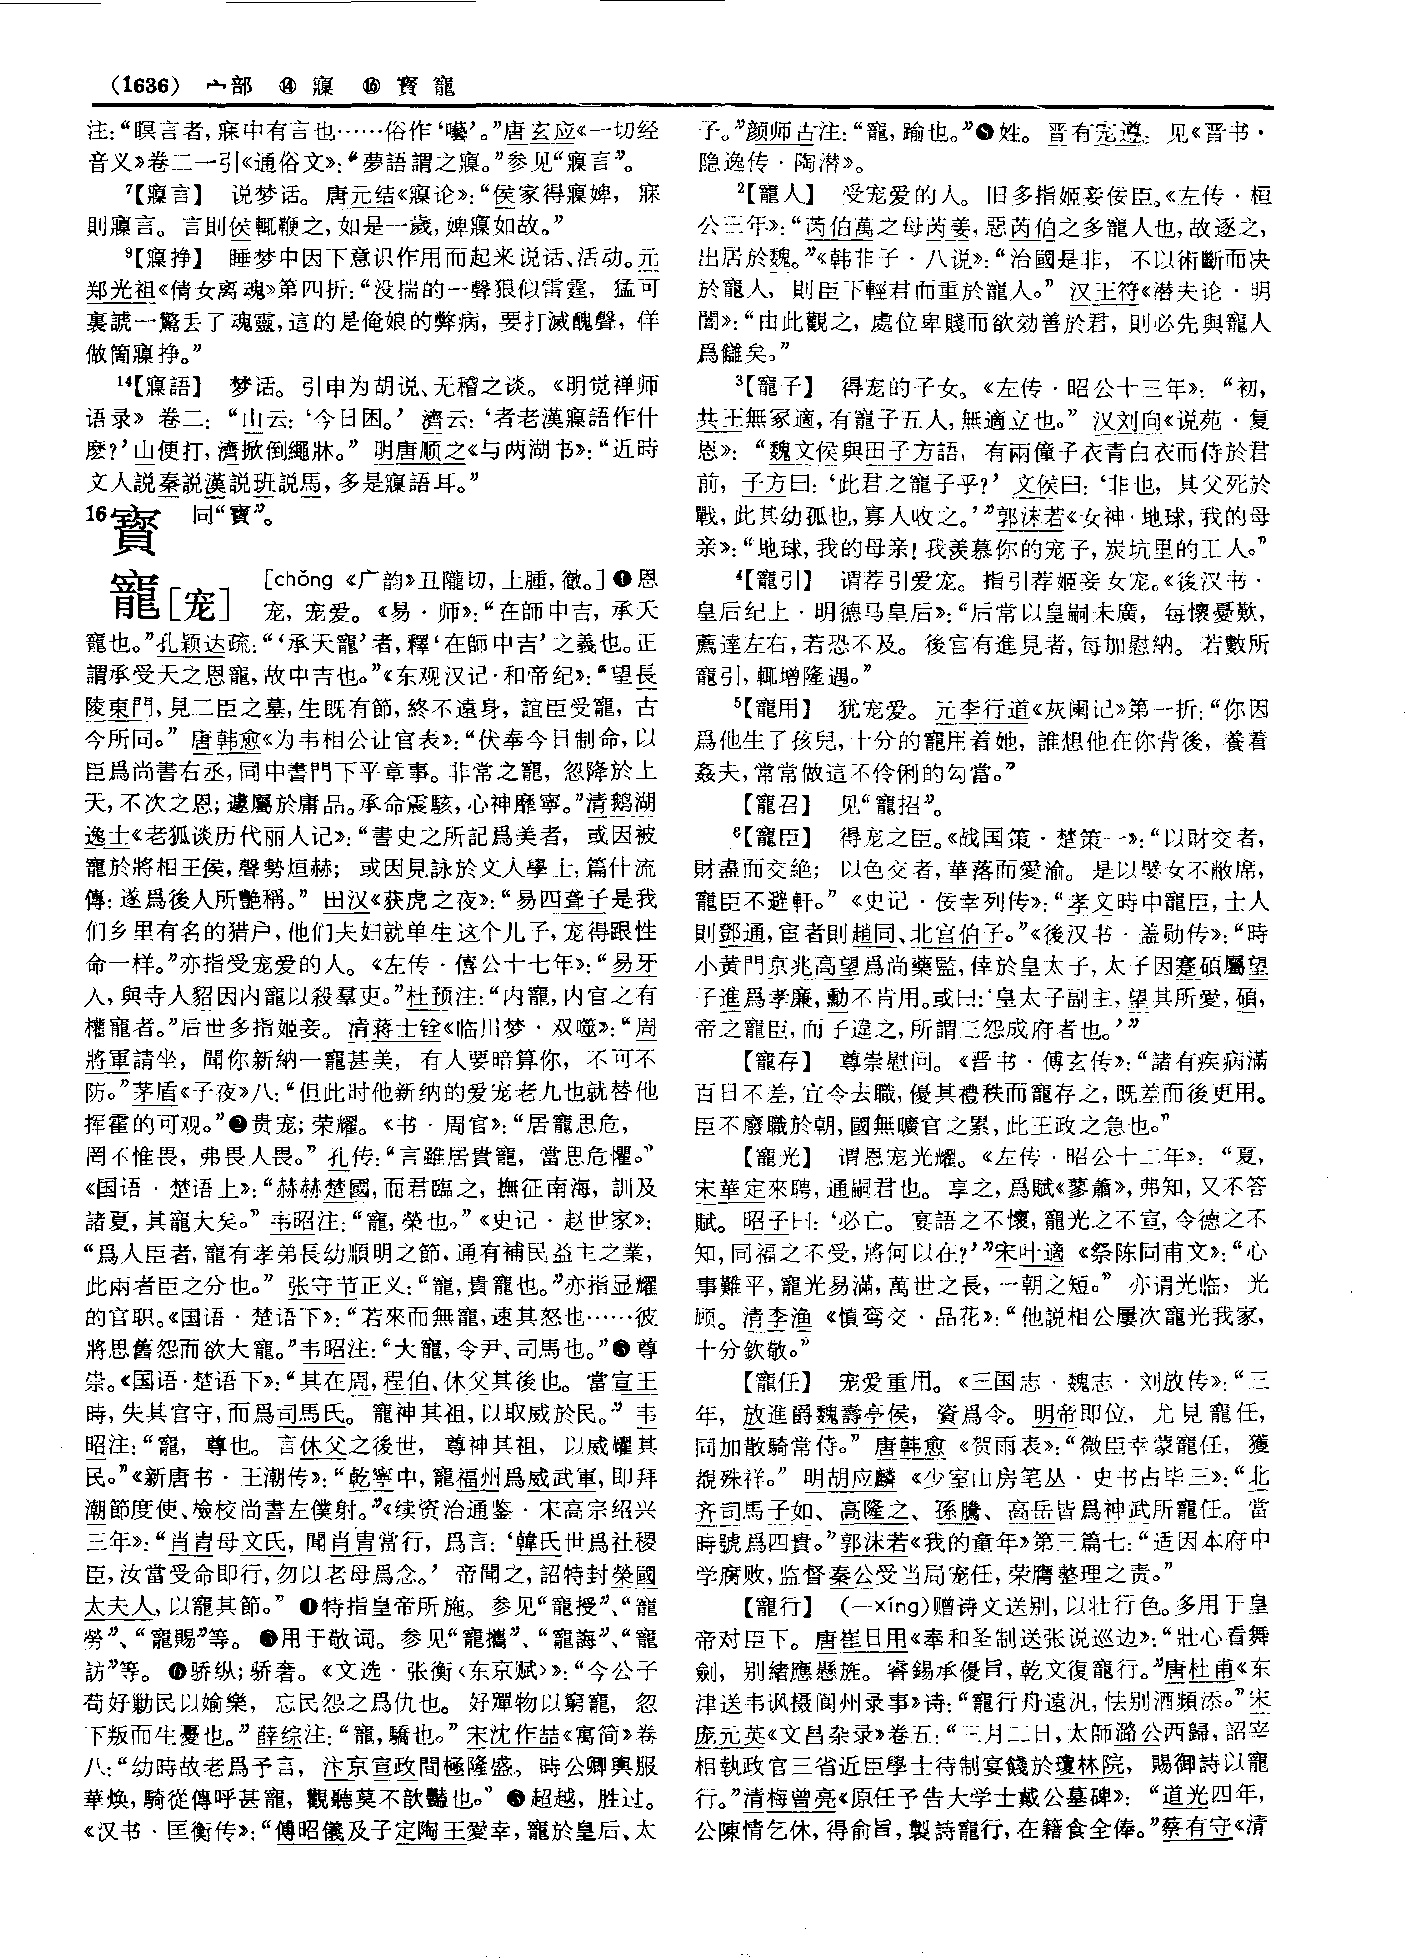 (1636) 宀部 ⑭ 寱 ⑯ 寳 寵
注：“瞑言者，寐中有言也……俗作‘囈’。”唐玄应《一切经
音义》卷二一引《通俗文》：“夢語謂之寱。”参见“寱言”。
7【寱言】 说梦话。唐元结《寱论》：“侯家得寱婢，寐
則寱言。言則侯輒鞭之，如是一歲，婢寱如故。”
9【寱挣】 睡梦中因下意识作用而起来说话、活动。元
郑光祖《倩女离魂》第四折：“没揣的一聲狠似雷霆，猛可
裏諕一驚丢了魂靈，這的是俺娘的弊病，要打滅醜聲，佯
做箇寱挣。”
14【寱語】 梦话。引申为胡说、无稽之谈。《明觉禅师
语录》卷二：“山云：‘今日困。’濟云：‘者老漢寱語作什
麽？’山便打，濟掀倒繩牀。”明唐顺之《与两湖书》：“近時
文人説秦説漢説班説馬，多是寱語耳。”
16寳 同“寶”。
寵［宠］ [chǒng 《广韵》丑隴切，上腫，徹。]❶恩
宠，宠爱。《易·师》：“在師中吉，承天
寵也。”孔颖达疏：“‘承天寵’者，釋‘在師中吉’之義也。正
謂承受天之恩寵，故中吉也。”《东观汉记·和帝纪》：“望長
陵東門，見二臣之墓，生既有節，終不遠身，誼臣受寵，古
今所同。”唐韩愈《为韦相公让官表》：“伏奉今日制命，以
臣爲尚書右丞，同中書門下平章事。非常之寵，忽降於上
天，不次之恩；遽屬於庸品。承命震駭，心神靡寧。”清鹅湖
逸士《老狐谈历代丽人记》：“書史之所記爲美者，或因被
寵於將相王侯，聲勢烜赫；或因見詠於文人學士，篇什流
傳：遂爲後人所艷稱。”田汉《获虎之夜》：“易四聋子是我
们乡里有名的猎户，他们夫妇就单生这个儿子，宠得跟性
命一样。”亦指受宠爱的人。《左传·僖公十七年》：“易牙
入，與寺人貂因内寵以殺羣吏。”杜预注：“内寵，内官之有
權寵者。”后世多指姬妾。清蒋士铨《临川梦·双噬》：“周
將軍請坐，聞你新納一寵甚美，有人要暗算你，不可不
防。”茅盾《子夜》八：“但此时他新纳的爱宠老九也就替他
挥霍的可观。”❷贵宠；荣耀。《书·周官》：“居寵思危，
罔不惟畏，弗畏人畏。”孔传：“言雖居貴寵，當思危懼。”
《国语·楚语上》：“赫赫楚國，而君臨之，撫征南海，訓及
諸夏，其寵大矣。”韦昭注：“寵，榮也。”《史记·赵世家》：
“爲人臣者，寵有孝弟長幼順明之節，通有補民益主之業，
此兩者臣之分也。”张守节正义：“寵，貴寵也。”亦指显耀
的官职。《国语·楚语下》：“若來而無寵，速其怒也……彼
將思舊怨而欲大寵。”韦昭注：“大寵，令尹、司馬也。”❸尊
崇。《国语·楚语下》：“其在周，程伯、休父其後也。當宣王
時，失其官守，而爲司馬氏。寵神其祖，以取威於民。”韦
昭注：“寵，尊也。言休父之後世，尊神其祖，以威耀其
民。”《新唐书·王潮传》：“乾寧中，寵福州爲威武軍，即拜
潮節度使、檢校尚書左僕射。”《续资治通鉴·宋高宗绍兴
三年》：“肖胄母文氏，聞肖胄當行，爲言：‘韓氏世爲社稷
臣，汝當受命即行，勿以老母爲念。’帝聞之，詔特封榮國
太夫人，以寵其節。”❹特指皇帝所施。参见“寵授”、“寵
勞”、“寵賜”等。❺用于敬词。参见“寵攜”、“寵誨”、“寵
訪”等。❻骄纵；骄奢。《文选·张衡〈东京赋〉》：“今公子
苟好勦民以媮樂，忘民怨之爲仇也。好殫物以窮寵，忽
下叛而生憂也。”薛综注：“寵，驕也。”宋沈作喆《寓简》卷
八：“幼時故老爲予言，汴京宣政間極隆盛，時公卿輿服
華煥，騎從傳呼甚寵，觀聽莫不歆豔也。”❼超越，胜过。
《汉书·匡衡传》：“傅昭儀及子定陶王愛幸，寵於皇后、太
子。”颜师古注：“寵，踰也。”❽姓。晋有宠遵。见《晋书·
隐逸传·陶潜》。
2【寵人】 受宠爱的人。旧多指姬妾佞臣。《左传·桓
公三年》：“芮伯萬之母芮姜，惡芮伯之多寵人也，故逐之，
出居於魏。”《韩非子·八说》：“治國是非，不以術斷而决
於寵人，則臣下輕君而重於寵人。”汉王符《潜夫论·明
闇》：“由此觀之，處位卑賤而欲効善於君，則必先與寵人
爲讎矣。”
3【寵子】 得宠的子女。《左传·昭公十三年》：“初，
共王無冢適，有寵子五人，無適立也。”汉刘向《说苑·复
恩》：“魏文侯與田子方語，有兩僮子衣青白衣而侍於君
前，子方曰：‘此君之寵子乎？’文侯曰：‘非也，其父死於
戰，此其幼孤也，寡人收之。’”郭沫若《女神·地球，我的母
亲》：“地球，我的母亲！我羡慕你的宠子，炭坑里的工人。”
4【寵引】 谓荐引爱宠。指引荐姬妾女宠。《後汉书·
皇后纪上·明德马皇后》：“后常以皇嗣未廣，每懷憂歎，
薦達左右，若恐不及。後宫有進見者，每加慰納。若數所
寵引，輒增隆遇。”
5【寵用】 犹宠爱。元李行道《灰阑记》第一折：“你因
爲他生了孩兒，十分的寵用着她，誰想他在你背後，養着
姦夫，常常做這不伶俐的勾當。”
【寵召】 见“寵招”。
6【寵臣】 得宠之臣。《战国策·楚策一》：“以財交者，
財盡而交絶；以色交者，華落而愛渝。是以嬖女不敝席，
寵臣不避軒。”《史记·佞幸列传》：“孝文時中寵臣，士人
則鄧通，宦者則趙同、北宫伯子。”《後汉书·盖勋传》：“時
小黄門京兆高望爲尚藥監，倖於皇太子，太子因蹇碩屬望
子進爲孝廉，勳不肯用。或曰：‘皇太子副主，望其所愛，碩，
帝之寵臣，而子違之，所謂三怨成府者也。’”
【寵存】 尊崇慰问。《晋书·傅玄传》：“諸有疾病滿
百日不差，宜令去職，優其禮秩而寵存之，既差而後更用。
臣不廢職於朝，國無曠官之累，此王政之急也。”
【寵光】 谓恩宠光耀。《左传·昭公十二年》：“夏，
宋華定來聘，通嗣君也。享之，爲賦《蓼蕭》，弗知，又不答
賦。昭子曰：‘必亡。宴語之不懷，寵光之不宣，令德之不
知，同福之不受，將何以在？’”宋叶適《祭陈同甫文》：“心
事難平，寵光易滿，萬世之長，一朝之短。”亦谓光临，光
顾。清李渔《慎鸾交·品花》：“他説相公屢次寵光我家，
十分欽敬。”
【寵任】 宠爱重用。《三国志·魏志·刘放传》：“三
年，放進爵魏壽亭侯，資爲令。明帝即位，尤見寵任，
同加散騎常侍。”唐韩愈《贺雨表》：“微臣幸蒙寵任，獲
覩殊祥。”明胡应麟《少室山房笔丛·史书占毕三》：“北
齐司馬子如、高隆之、孫騰、高岳皆爲神武所寵任。當
時號爲四貴。”郭沫若《我的童年》第三篇七：“适因本府中
学腐败，监督秦公受当局宠任，荣膺整理之责。”
【寵行】 (—xíng)赠诗文送别，以壮行色。多用于皇
帝对臣下。唐崔日用《奉和圣制送张说巡边》：“壯心看舞
劍，别緒應懸旌。睿錫承優旨，乾文復寵行。”唐杜甫《东
津送韦讽摄阆州录事》诗：“寵行舟遠汎，怯别酒頻添。”宋
庞元英《文昌杂录》卷五：“三月二日，太師潞公西歸，詔宰
相執政官三省近臣學士待制宴餞於瓊林院，賜御詩以寵
行。”清梅曾亮《原任予告大学士戴公墓碑》：“道光四年，
公陳情乞休，得俞旨，製詩寵行，在籍食全俸。”蔡有守《清